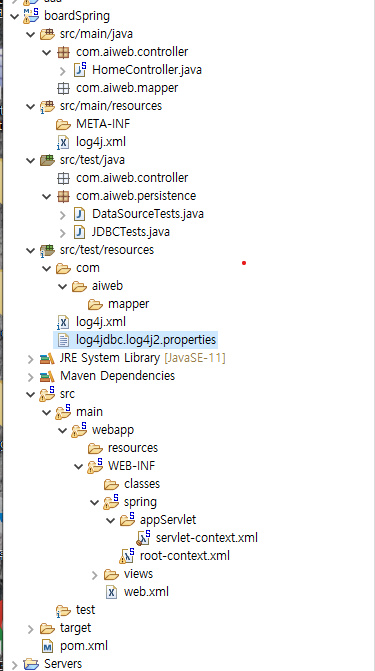 boardSpring
src/main/java
com.aiweb.controller
HomeController.java
com.aiweb.mapper
src/main/resources
META-INF
log4j.xml
src/test/java
com.aiweb.controller
com.aiweb.persistence
DataSourceTests.java
JDBCTests.java
src/test/resources
com
aiweb
mapper
log4j.xml
log4jdbc.log4j2.properties
JRE System Library [JavaSE-11]
Maven Dependencies
src
main
webapp
resources
WEB-INF
classes
spring
appServlet
servlet-context.xml
root-context.xml
views
web.xml
test
target
pom.xml
Servers